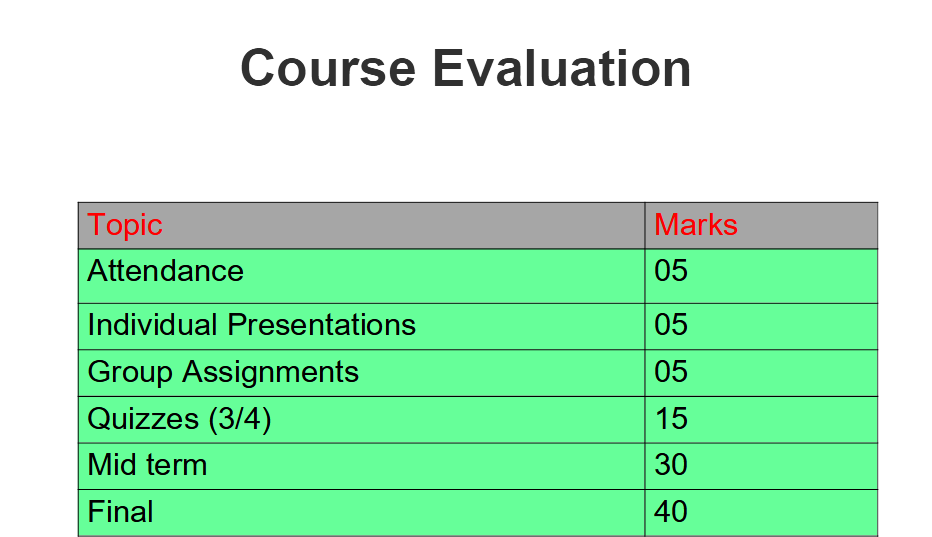 Course Evaluation
Topic Marks
Attendance 05
Individual Presentations 05
Group Assignments 05
Quizzes (3/4) 15
Mid term 30
Final 40